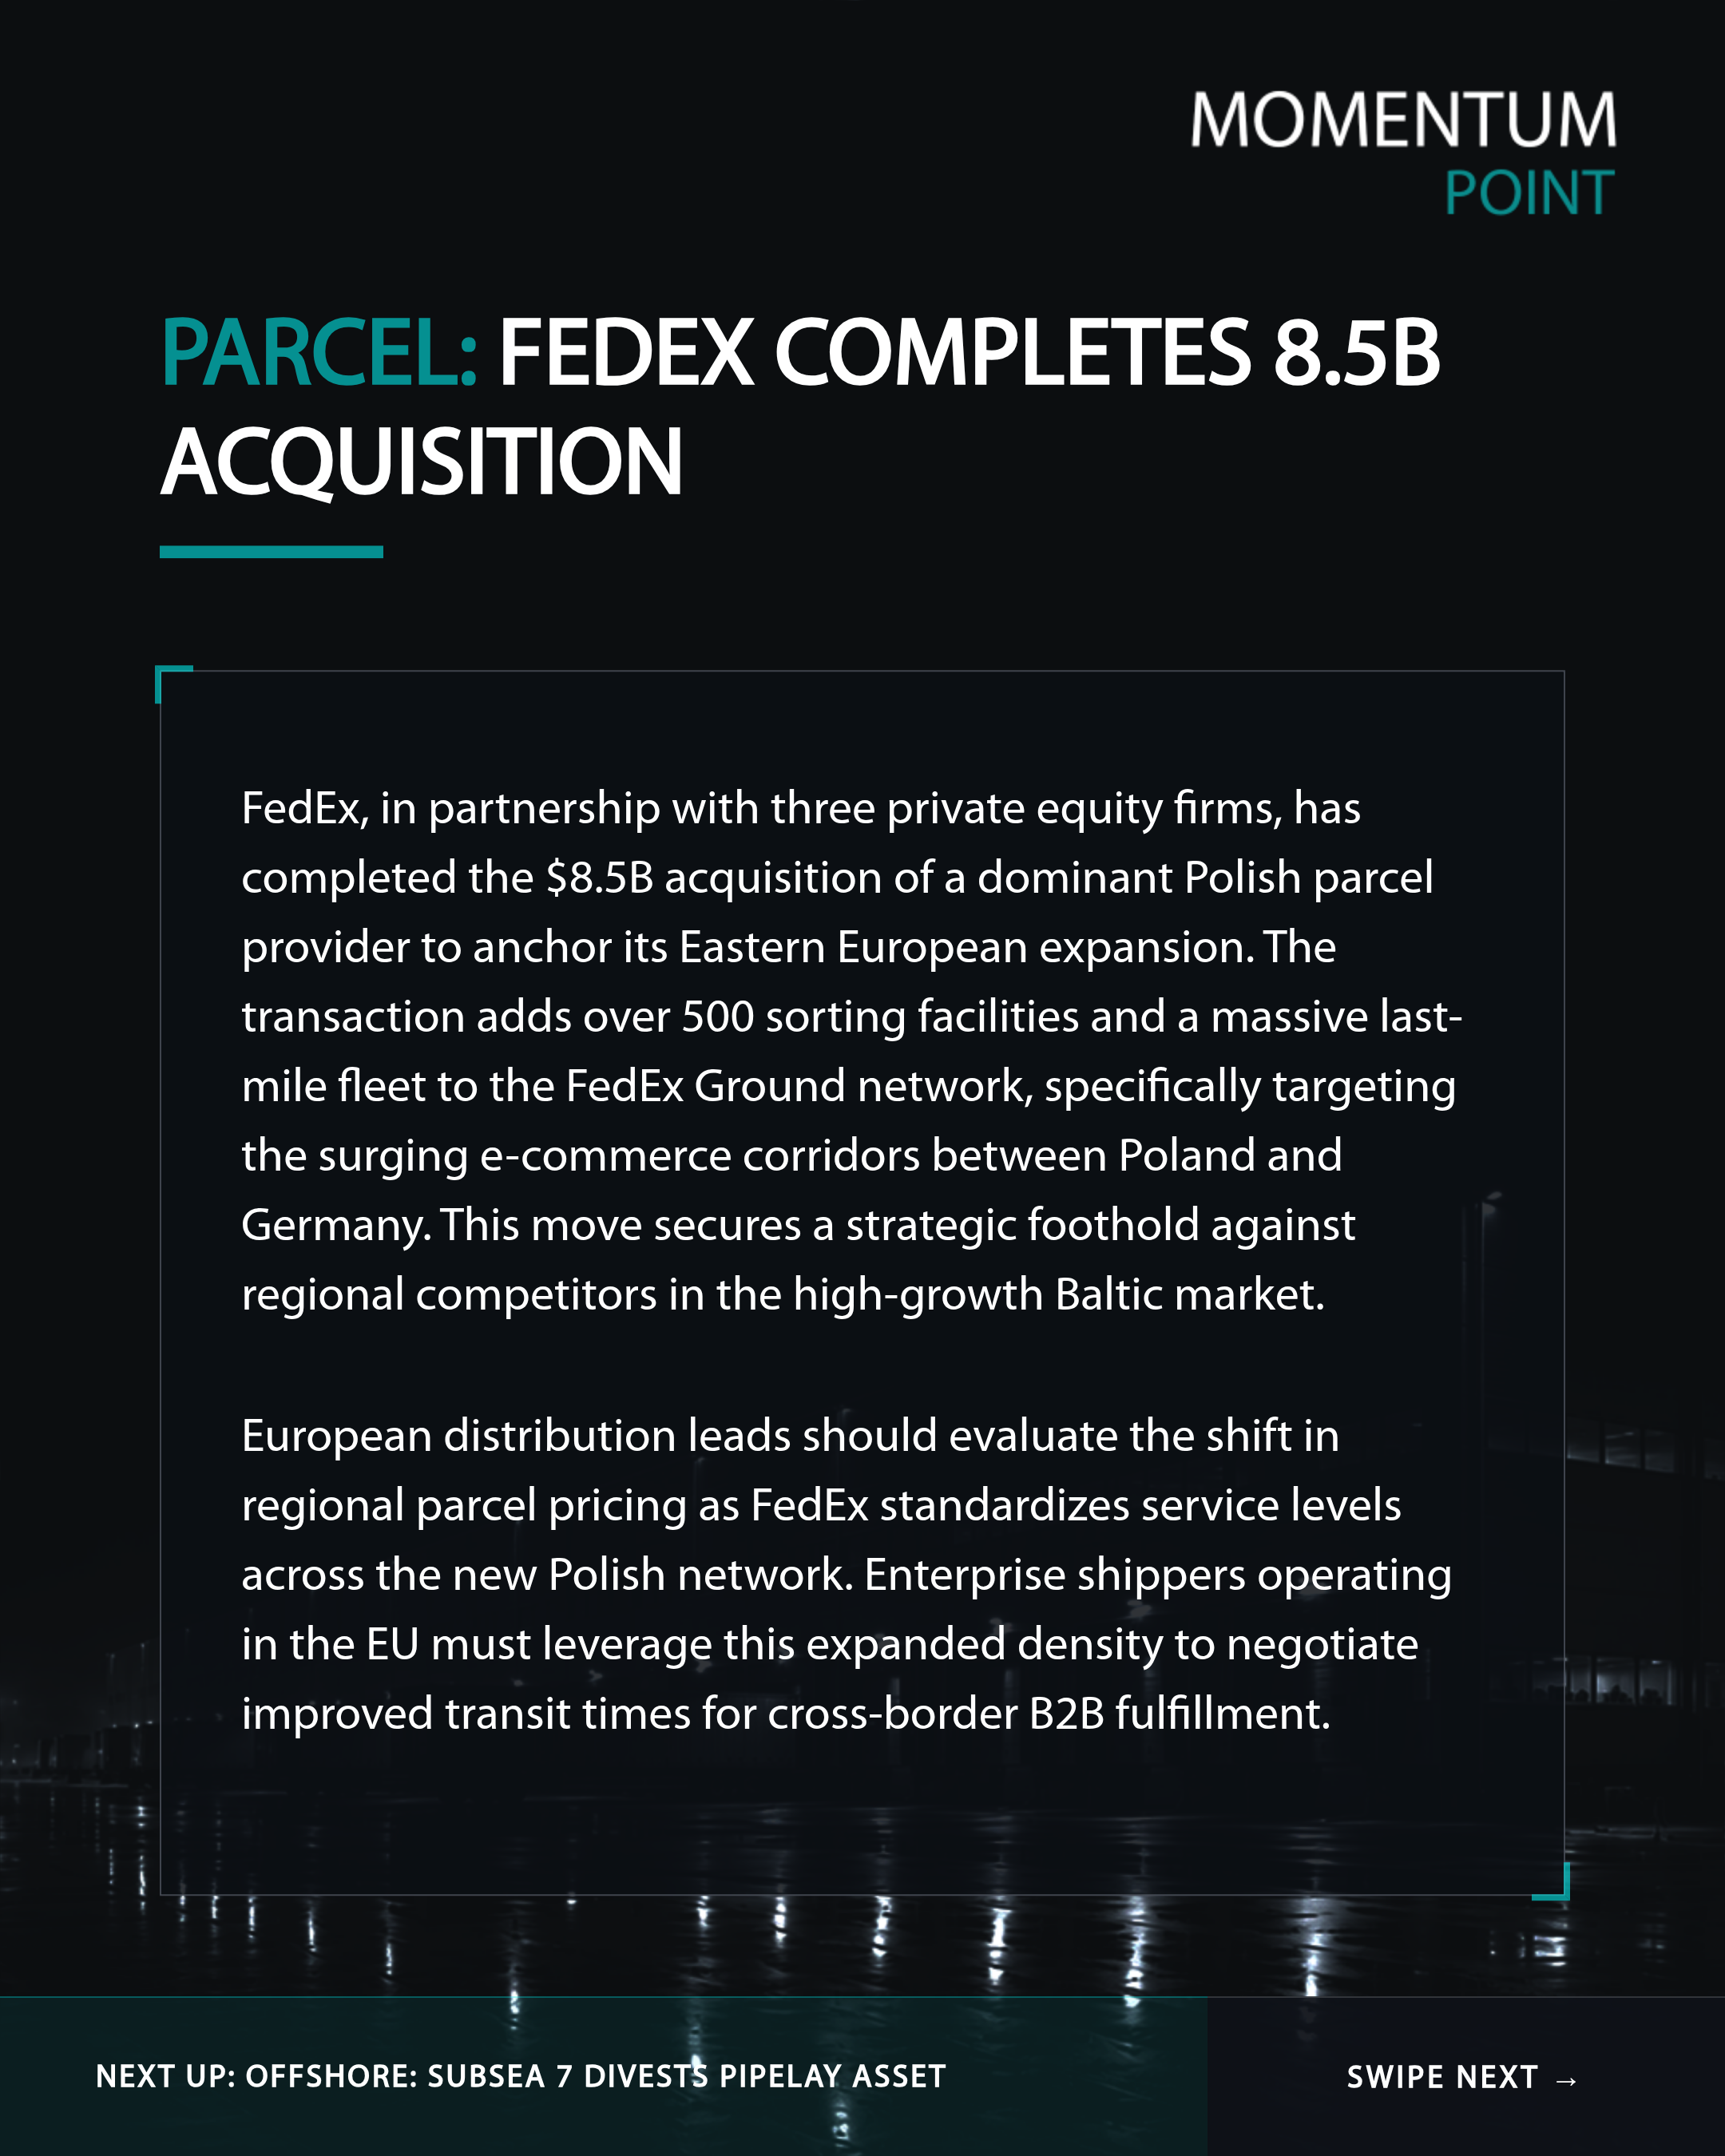 MOMENTUM
POINT
PARCEL: FEDEX COMPLETES 8.5B
ACQUISITION
FedEx, in partnership with three private equity firms, has
completed the $8.5B acquisition of a dominant Polish parcel
provider to anchor its Eastern European expansion. The
transaction adds over 500 sorting facilities and a massive last-
mile fleet to the FedEx Ground network, specifically targeting
the surging e-commerce corridors between Poland and
Germany. This move secures a strategic foothold against
regional competitors in the high-growth Baltic market.
European distribution leads should evaluate the shift in
regional parcel pricing as FedEx standardizes service levels
across the new Polish network. Enterprise shippers operating
in the EU must leverage this expanded density to negotiate
improved transit times for cross-border B2B fulfillment.
NEXT UP: OFFSHORE: SUBSEA 7 DIVESTS PIPELAY ASSET
SWIPE NEXT →